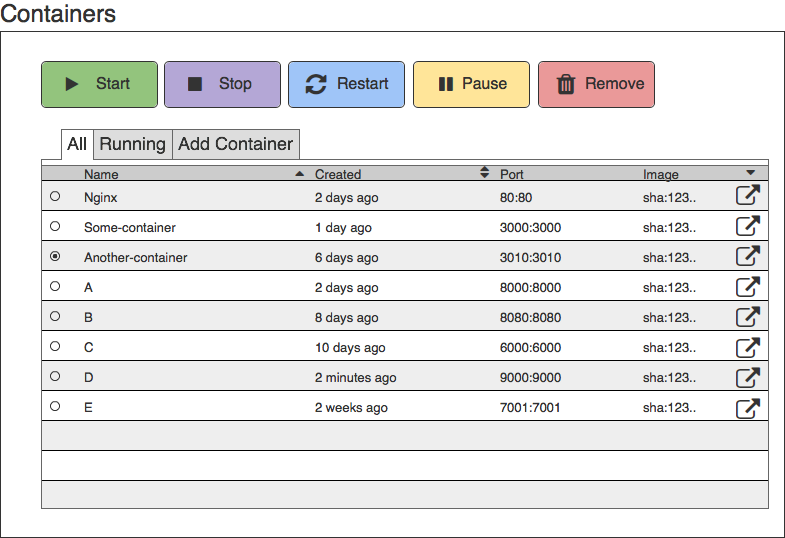 Containers
Start Stop Restart Pause Remove
All Running Add Container
Name Created Port Image
Nginx 2 days ago 80:80 sha:123..
Some-container 1 day ago 3000:3000 sha:123..
Another-container 6 days ago 3010:3010 sha:123..
A 2 days ago 8000:8000 sha:123..
B 8 days ago 8080:8080 sha:123..
C 10 days ago 6000:6000 sha:123..
D 2 minutes ago 9000:9000 sha:123..
E 2 weeks ago 7001:7001 sha:123..